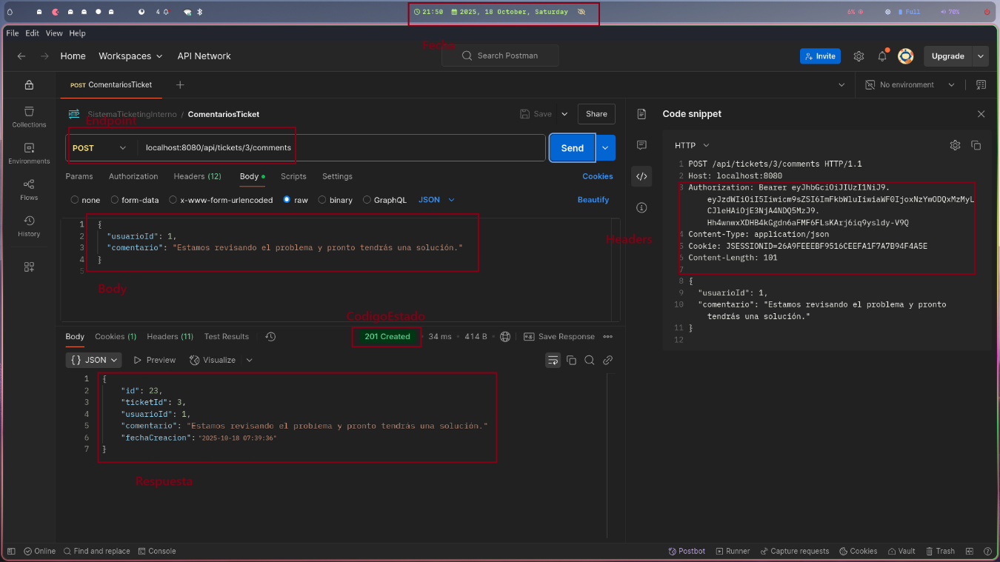 4
21:50 2025, 18 October, Saturday
6% Full 70%
File Edit View Help
Fecha
Home Workspaces API Network Search Postman Invite Upgrade
POST ComentariosTicket No environment
SistemaTicketingInterno / ComentariosTicket Save Share
Endpoint
POST localhost:8080/api/tickets/3/comments Send
Params Authorization Headers (12) Body Scripts Settings Cookies
none form-data x-www-form-urlencoded raw binary GraphQL JSON Beautify
1 {
2 "usuarioId": 1,
3 "comentario": "Estamos revisando el problema y pronto tendrás una solución."
4 }
5
Body
CodigoEstado
Body Cookies (1) Headers (11) Test Results 201 Created 34 ms 414 B e.g. Save Response
{} JSON Preview Visualize
1 {
2 "id": 23,
3 "ticketId": 3,
4 "usuarioId": 1,
5 "comentario": "Estamos revisando el problema y pronto tendrás una solución."
6 "fechaCreacion": "2025-10-18 07:39:36"
7 }
Respuesta
Collections
Environments
Flows
History
Code snippet
HTTP
1 POST /api/tickets/3/comments HTTP/1.1
2 Host: localhost:8080
3 Authorization: Bearer eyJhbGciOiJIUzI1NiJ9.
eyJzdWIiOiI5Iiwicm9sZSI6ImFkbWluIiwiaWF0IjoxNzYwODQxMzMyL
CJleHAiOjE3NjA4NDQ5MzJ9.
Hh4wnwxXDHB4kGgdn6aFMF6FLsKArj6iq9ysldy-V9Q
4 Content-Type: application/json
5 Cookie: JSESSIONID=26A9FEEEBF9516CEEFA1F7A7B94F4A5E
6 Content-Length: 101
7
8 {
9 "usuarioId": 1,
10 "comentario": "Estamos revisando el problema y pronto
tendrás una solución."
11 }
12
Headers
Online Find and replace Console Postbot Runner Capture requests Cookies Vault Trash